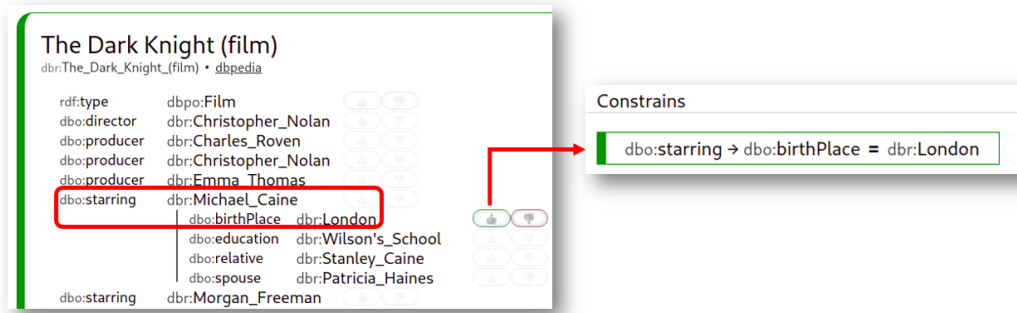 The Dark Knight (film)
dbr:The_Dark_Knight_(film) • dbpedia
rdf:type dbpo:Film
dbo:director dbr:Christopher_Nolan
dbo:producer dbr:Charles_Roven
dbo:producer dbr:Christopher_Nolan
dbo:producer dbr:Emma_Thomas
dbo:starring dbr:Michael_Caine
dbo:birthPlace dbr:London
dbo:education dbr:Wilson's_School
dbo:relative dbr:Stanley_Caine
dbo:spouse dbr:Patricia_Haines
dbo:starring dbr:Morgan_Freeman
Constrains
dbo:starring → dbo:birthPlace = dbr:London